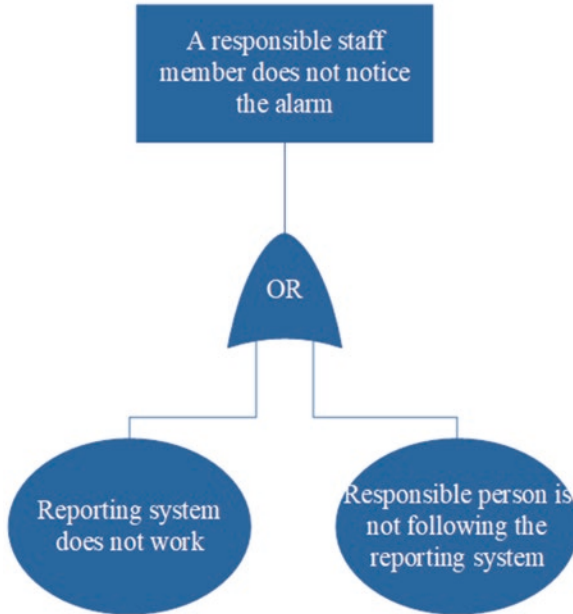 A responsible staff
member does not notice
the alarm
OR
Reporting system
does not work
Responsible person is
not following the
reporting system